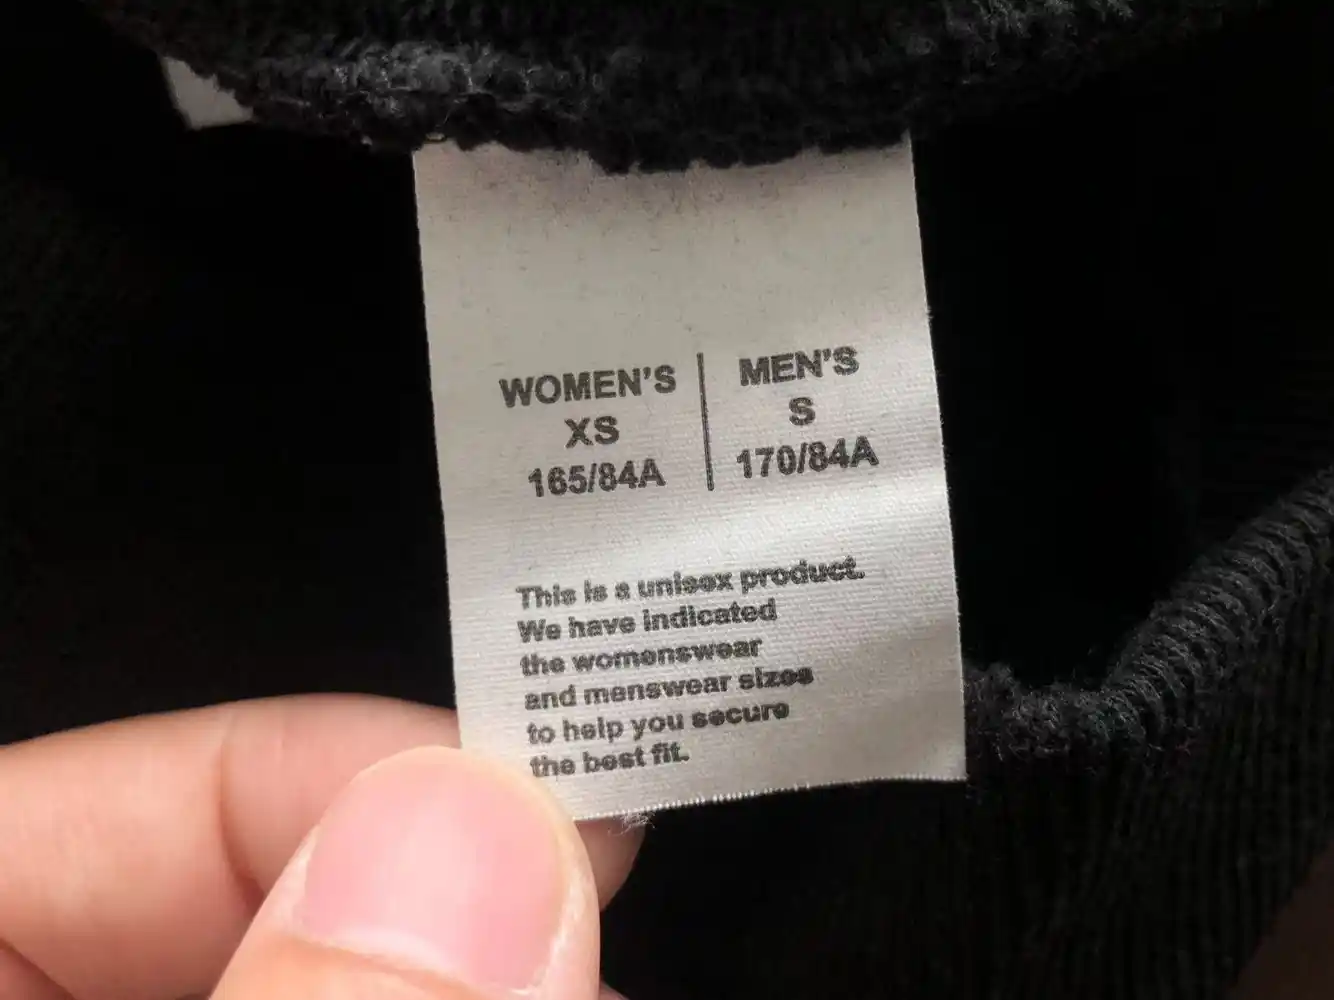 WOMEN'S | MEN'S
XS | S
165/84A | 170/84A
This is a unisex product.
We have indicated
the womenswear
and menswear sizes
to help you secure
the best fit.